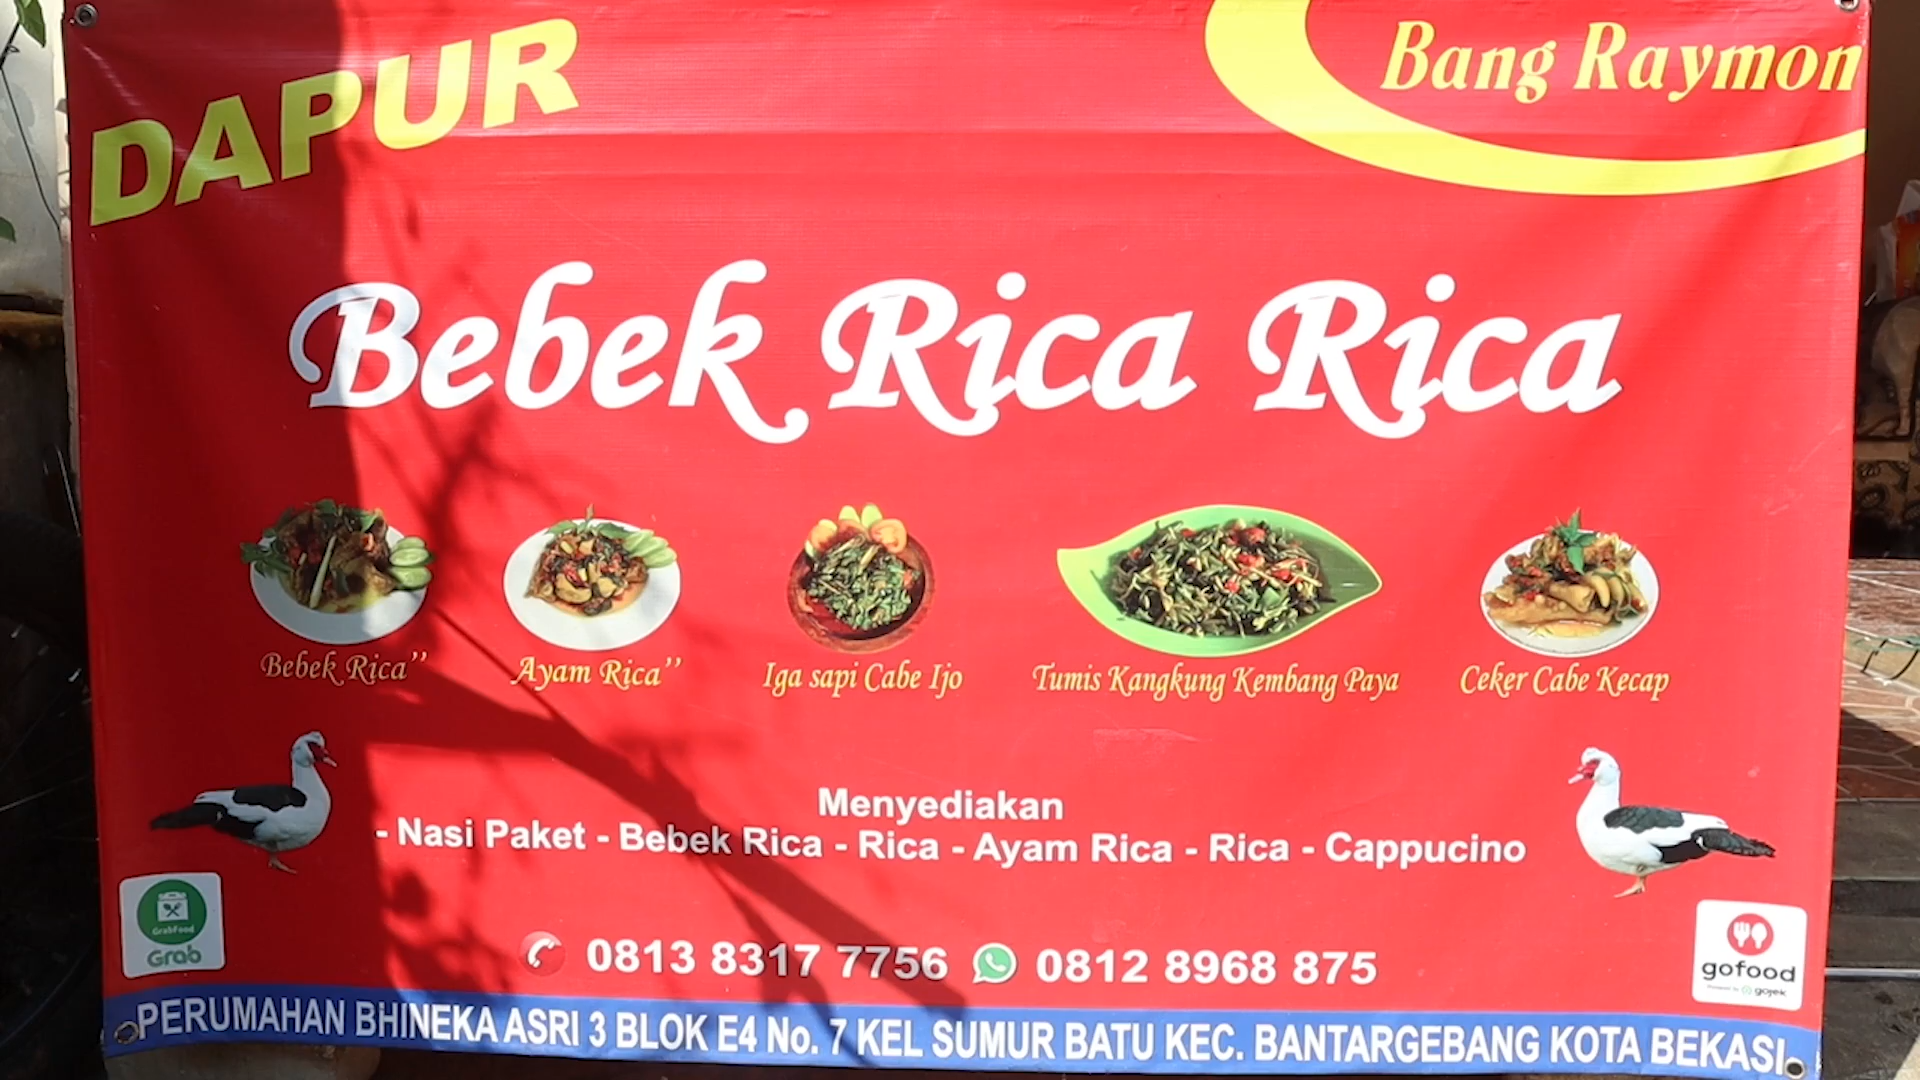 DAPUR
Bang Raymon
Bebek Rica Rica
Bebek Rica”
Ayam Rica”
Iga sapi Cabe Ijo
Tumis Kangkung Kembang Paya
Ceker Cabe Kecap
Menyediakan
- Nasi Paket - Bebek Rica - Rica - Ayam Rica - Rica - Cappucino
GrabFood
Grab
0813 8317 7756 0812 8968 875
gofood
Powered by gojek
PERUMAHAN BHINEKA ASRI 3 BLOK E4 No. 7 KEL SUMUR BATU KEC. BANTARGEBANG KOTA BEKASI